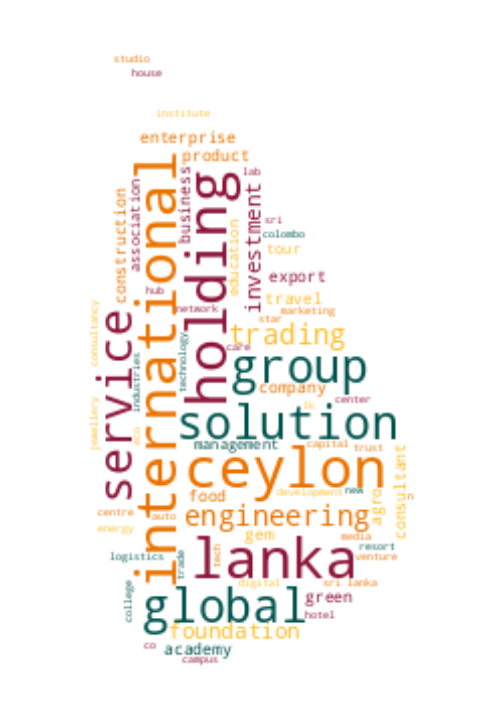 studio
house
institute
enterprise
product
lab
international
holding
business
association
construction
education
investment
sri
colombo
tour
export
hub
travel
network
marketing
star
consultancy
service
trading
technology
care
industries
group
company
jewellery
center
lk
solution
eco
management
capital
trust
ceylon
consultant
food
development
new
agro
centre
auto
engineering
energy
gem
media
lanka
resort
logistics
trade
tech
venture
college
digital
sri lanka
global
green
hotel
foundation
co
academy
campus